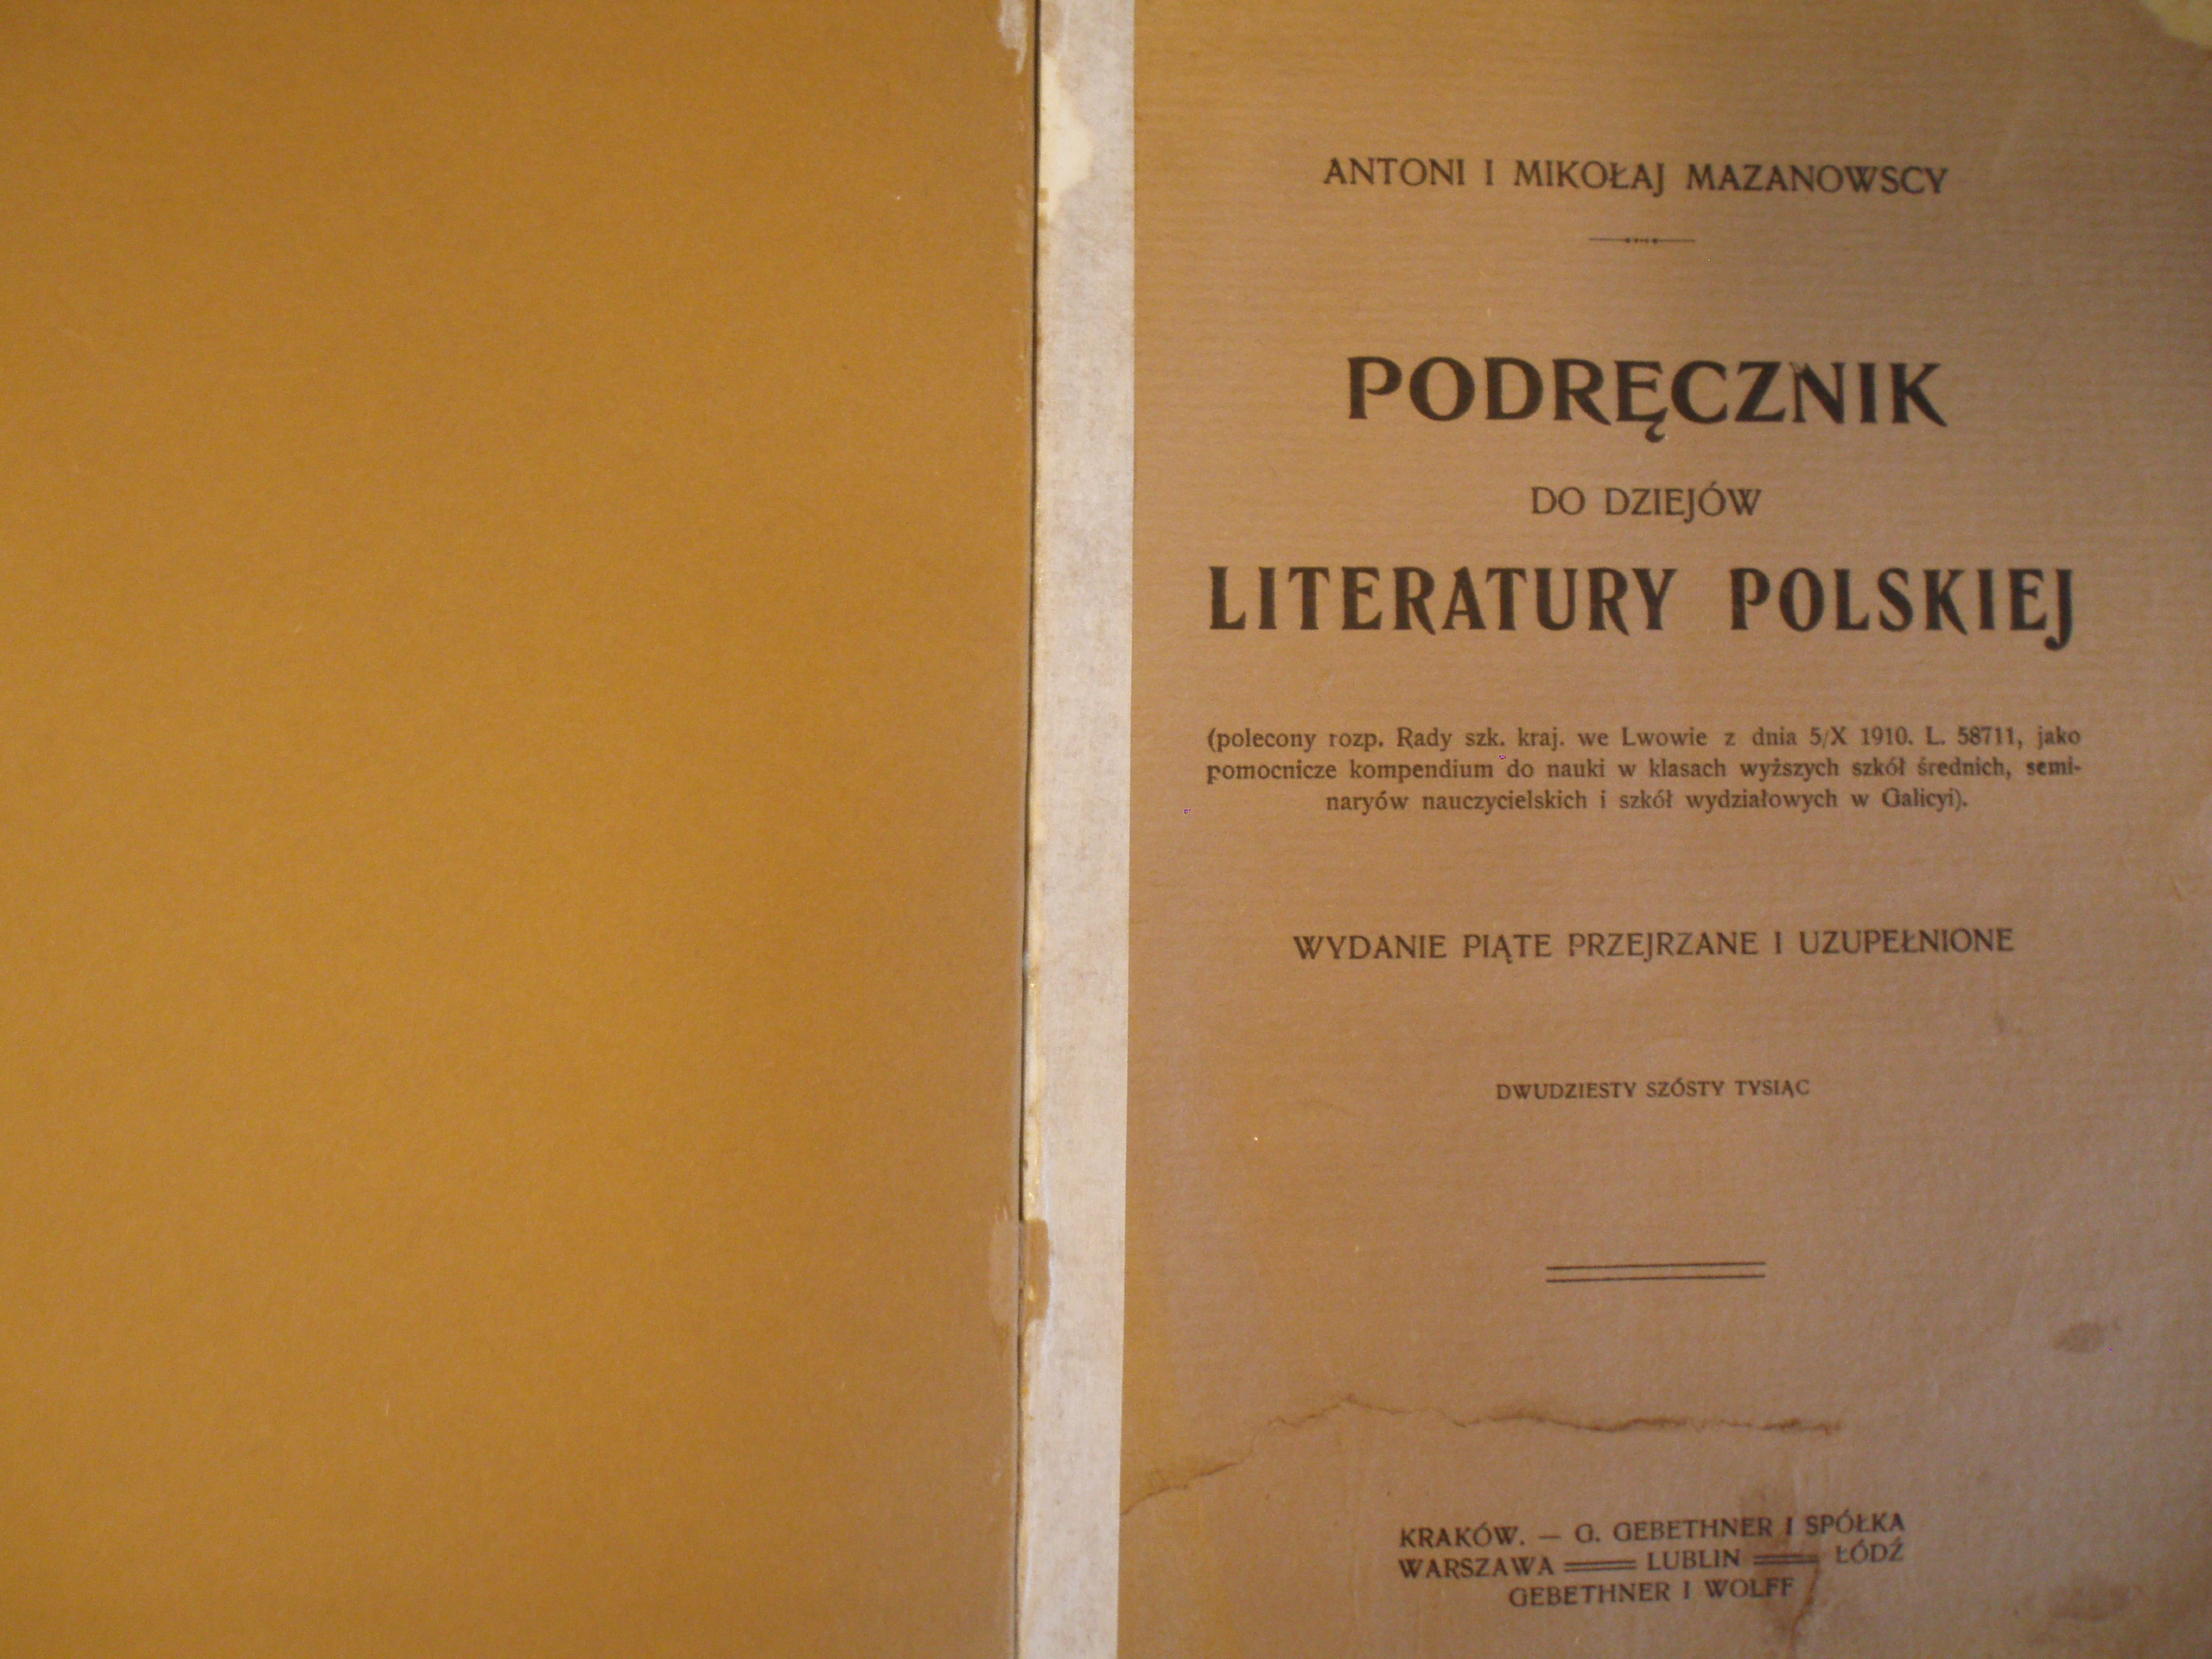 ANTONI I MIKOŁAJ MAZANOWSCY
PODRĘCZNIK
DO DZIEJÓW
LITERATURY POLSKIEJ
(polecony rozp. Rady szk. kraj. we Lwowie z dnia 5/X 1910. L. 58711, jako
pomocnicze kompendium do nauki w klasach wyższych szkół średnich, semi-
naryów nauczycielskich i szkół wydziałowych w Galicyi).
WYDANIE PIĄTE PRZEJRZANE I UZUPEŁNIONE
DWUDZIESTY SZÓSTY TYSIĄC
KRAKÓW. — G. GEBETHNER I SPÓŁKA
WARSZAWA LUBLIN ŁÓDŹ
GEBETHNER I WOLFF